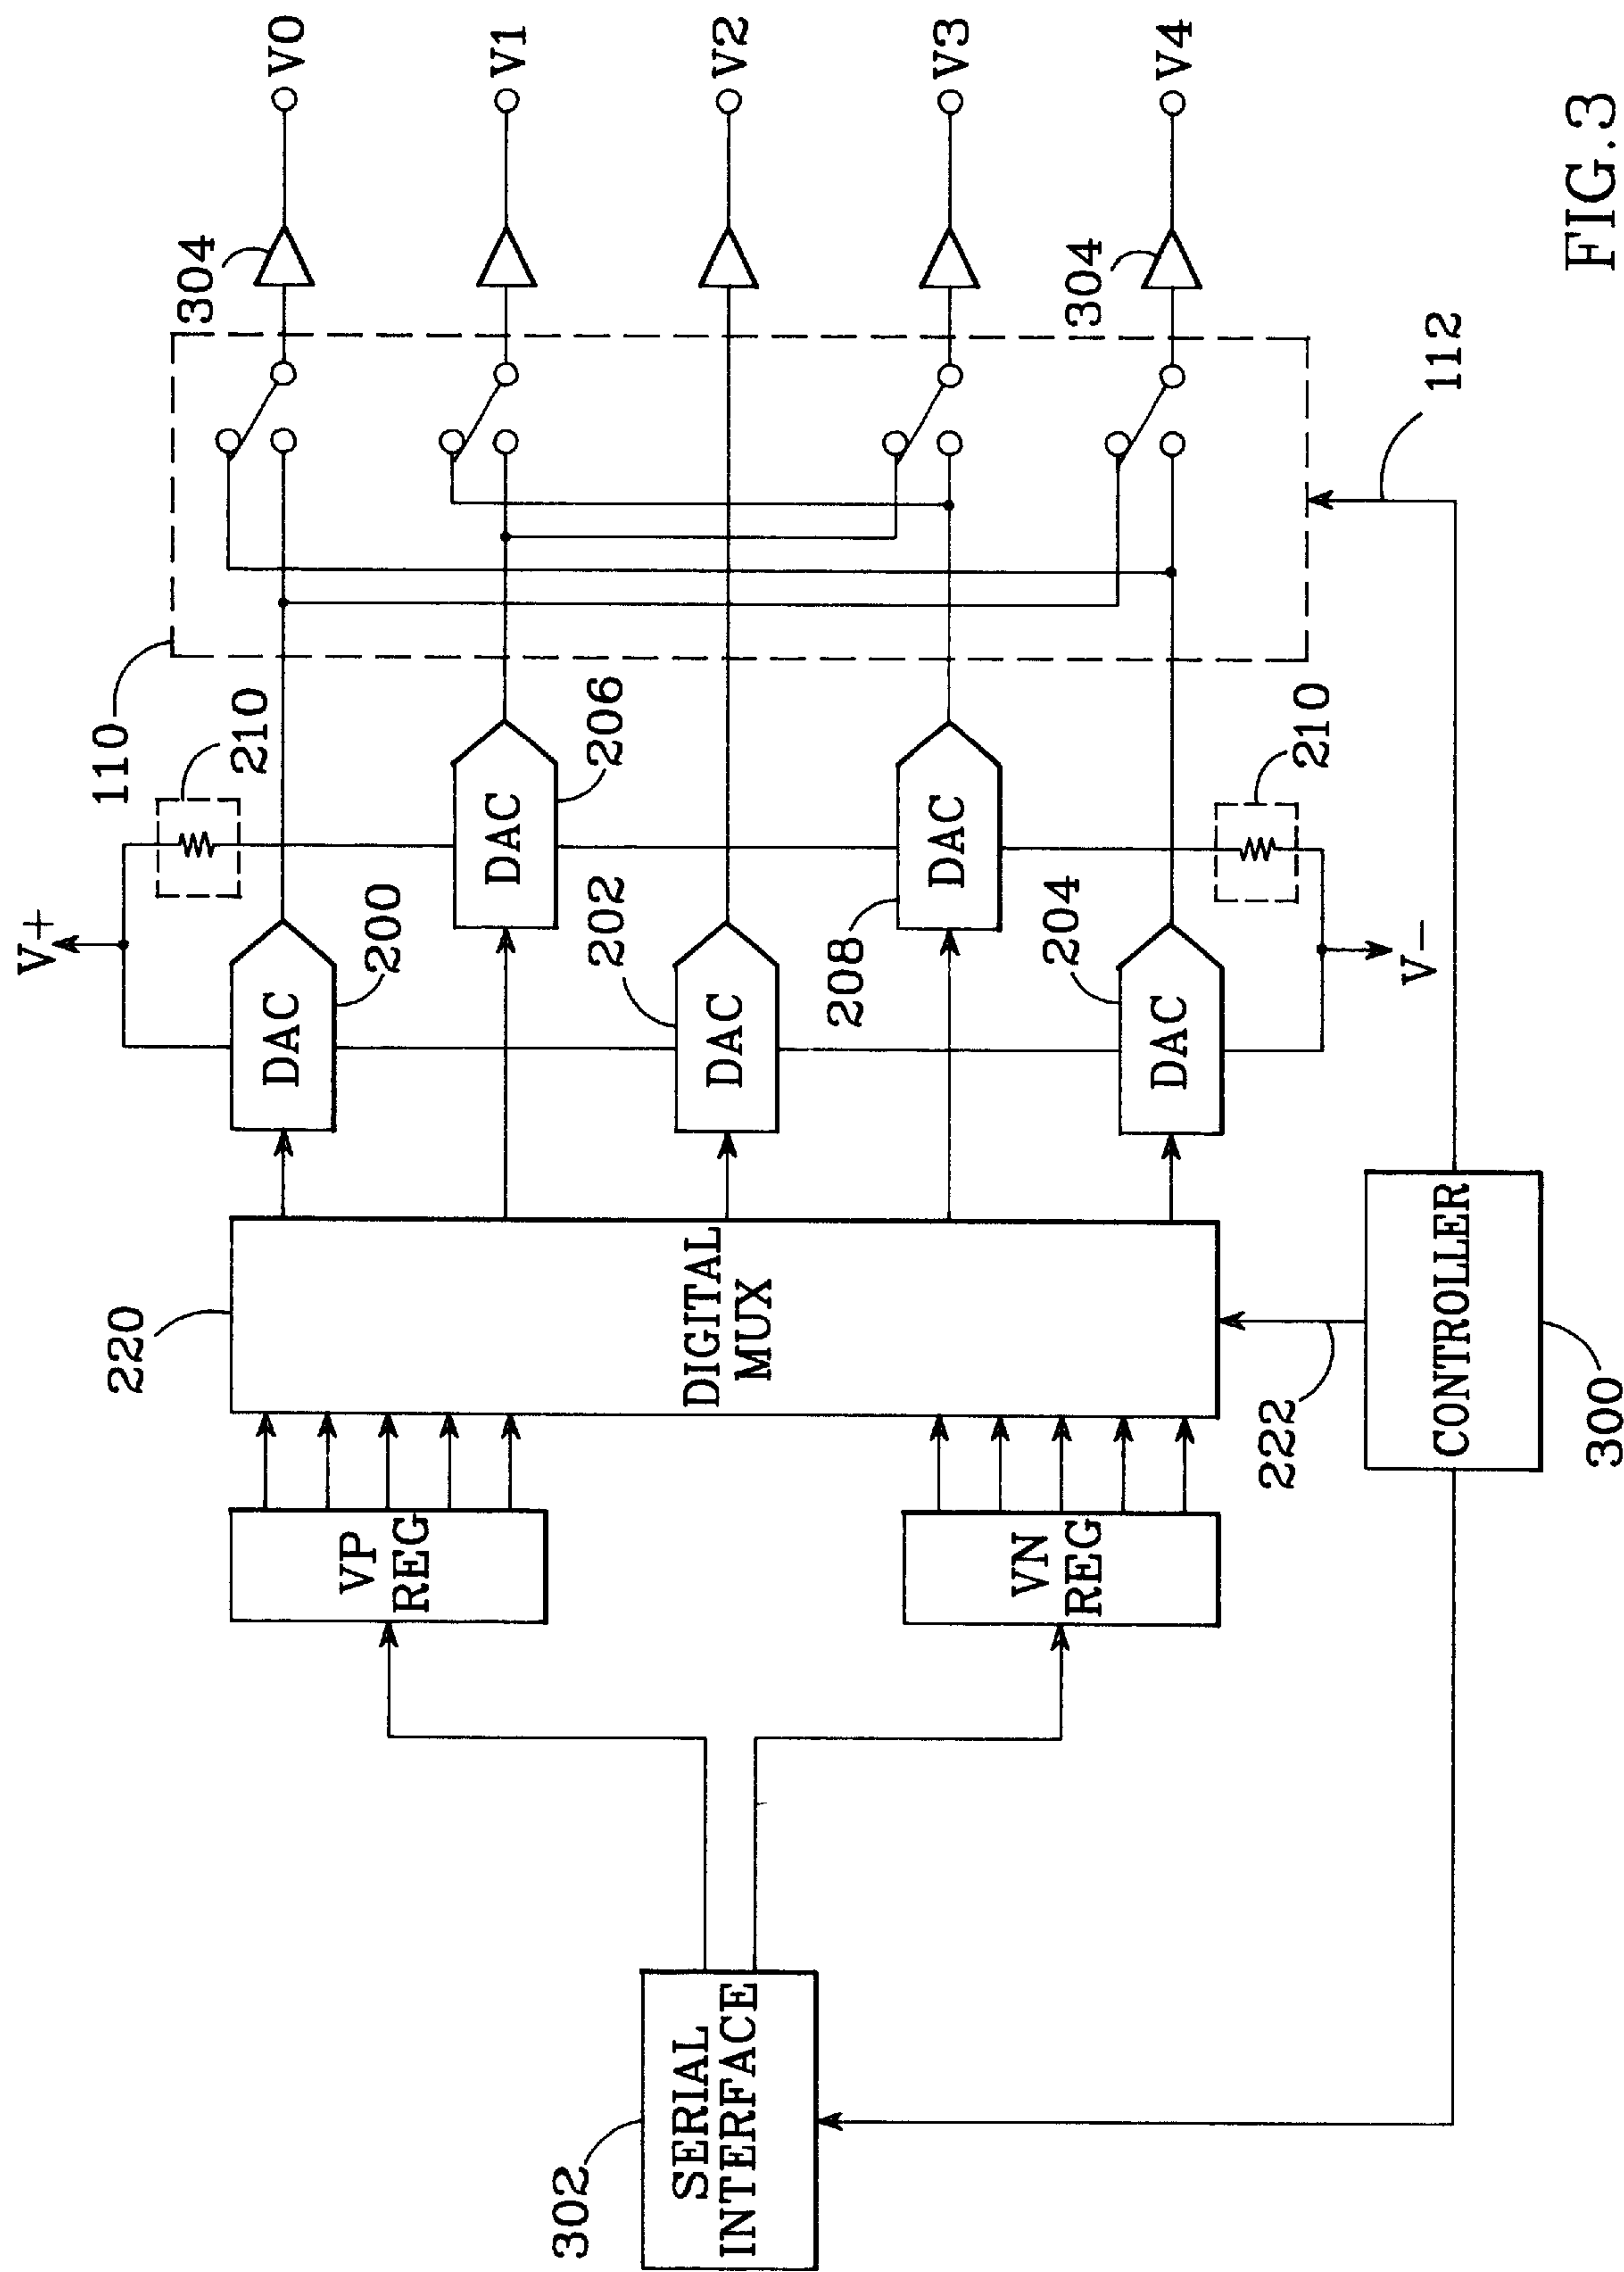 302
SERIAL
INTERFACE
VP
REG
VN
REG
220
DIGITAL
MUX
222
CONTROLLER
300
V+
DAC
200
DAC
202
DAC
204
V-
DAC
206
DAC
208
210
210
110
112
304
304
V0
V1
V2
V3
V4
FIG.3